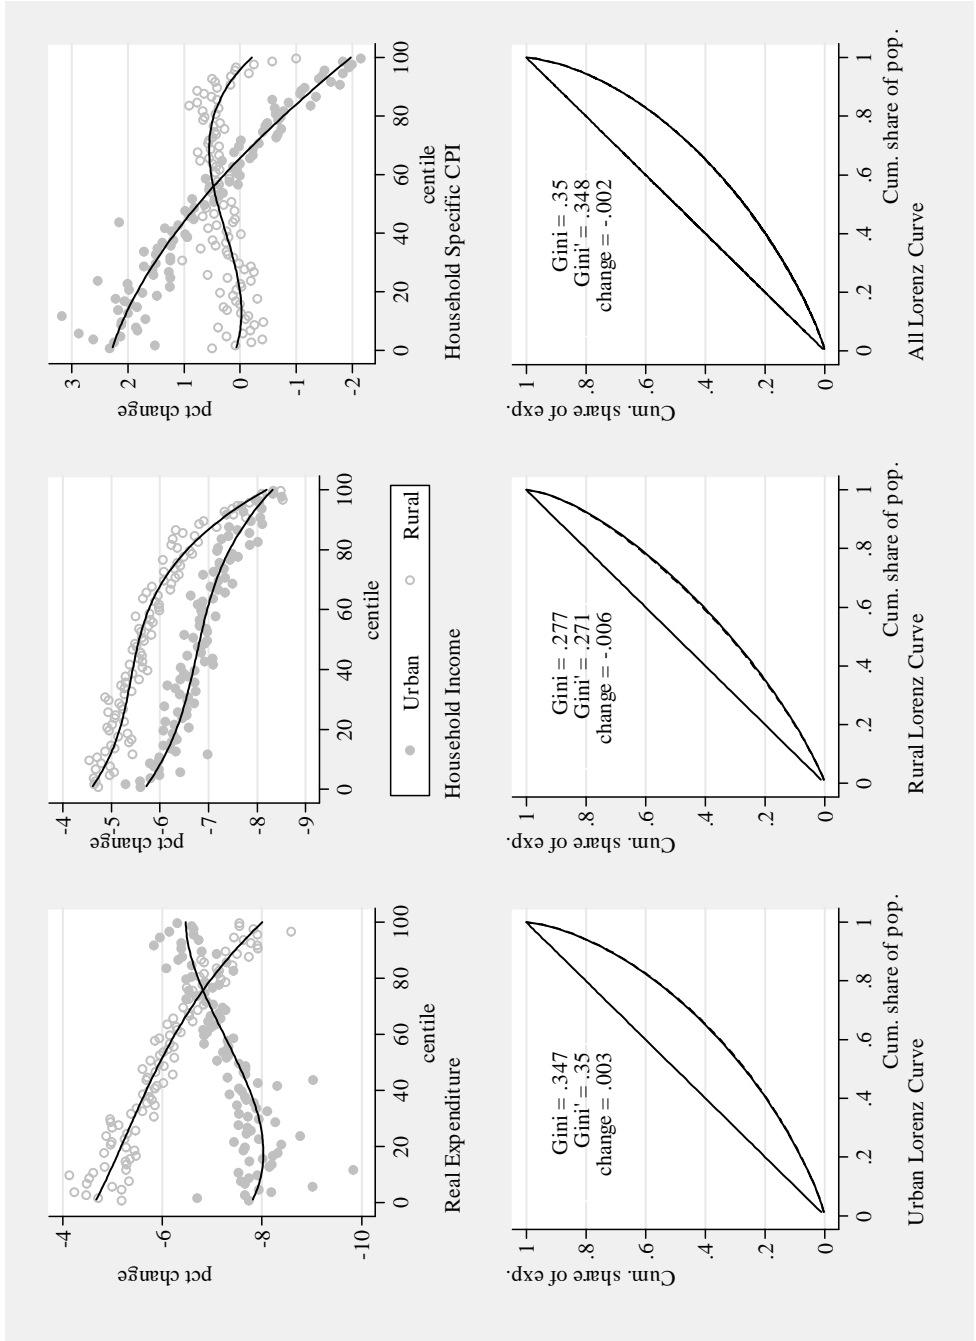 pct change
-4
-6
-8
-10
0
20
40
60
80
100
centile
Real Expenditure
pct change
-4
-5
-6
-7
-8
-9
0
20
40
60
80
100
centile
Urban
Rural
Household Income
pct change
3
2
1
0
-1
-2
0
20
40
60
80
100
centile
Household Specific CPI
Cum. share of exp.
1
.8
.6
.4
.2
0
Gini = .347
Gini' = .35
change = .003
0
.2
.4
.6
.8
1
Cum. share of pop.
Urban Lorenz Curve
Cum. share of exp.
1
.8
.6
.4
.2
0
Gini = .277
Gini' = .271
change = -.006
0
.2
.4
.6
.8
1
Cum. share of pop.
Rural Lorenz Curve
Cum. share of exp.
1
.8
.6
.4
.2
0
Gini = .35
Gini' = .348
change = -.002
0
.2
.4
.6
.8
1
Cum. share of pop.
All Lorenz Curve